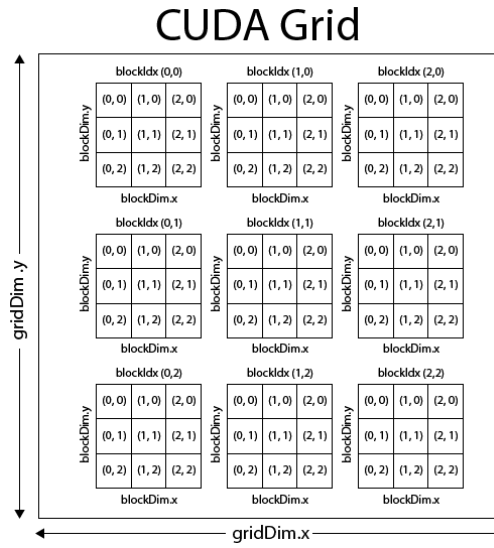 CUDA Grid
blockIdx (0,0) blockIdx (1,0) blockIdx (2,0)
blockDim.y (0, 0) (1, 0) (2, 0) blockDim.y (0, 0) (1, 0) (2, 0) blockDim.y (0, 0) (1, 0) (2, 0)
(0, 1) (1, 1) (2, 1) (0, 1) (1, 1) (2, 1) (0, 1) (1, 1) (2, 1)
(0, 2) (1, 2) (2, 2) (0, 2) (1, 2) (2, 2) (0, 2) (1, 2) (2, 2)
blockDim.x blockDim.x blockDim.x
gridDim .y
blockIdx (0,1) blockIdx (1,1) blockIdx (2,1)
blockDim.y (0, 0) (1, 0) (2, 0) blockDim.y (0, 0) (1, 0) (2, 0) blockDim.y (0, 0) (1, 0) (2, 0)
(0, 1) (1, 1) (2, 1) (0, 1) (1, 1) (2, 1) (0, 1) (1, 1) (2, 1)
(0, 2) (1, 2) (2, 2) (0, 2) (1, 2) (2, 2) (0, 2) (1, 2) (2, 2)
blockDim.x blockDim.x blockDim.x
blockIdx (0,2) blockIdx (1,2) blockIdx (2,2)
blockDim.y (0, 0) (1, 0) (2, 0) blockDim.y (0, 0) (1, 0) (2, 0) blockDim.y (0, 0) (1, 0) (2, 0)
(0, 1) (1, 1) (2, 1) (0, 1) (1, 1) (2, 1) (0, 1) (1, 1) (2, 1)
(0, 2) (1, 2) (2, 2) (0, 2) (1, 2) (2, 2) (0, 2) (1, 2) (2, 2)
blockDim.x blockDim.x blockDim.x
gridDim.x